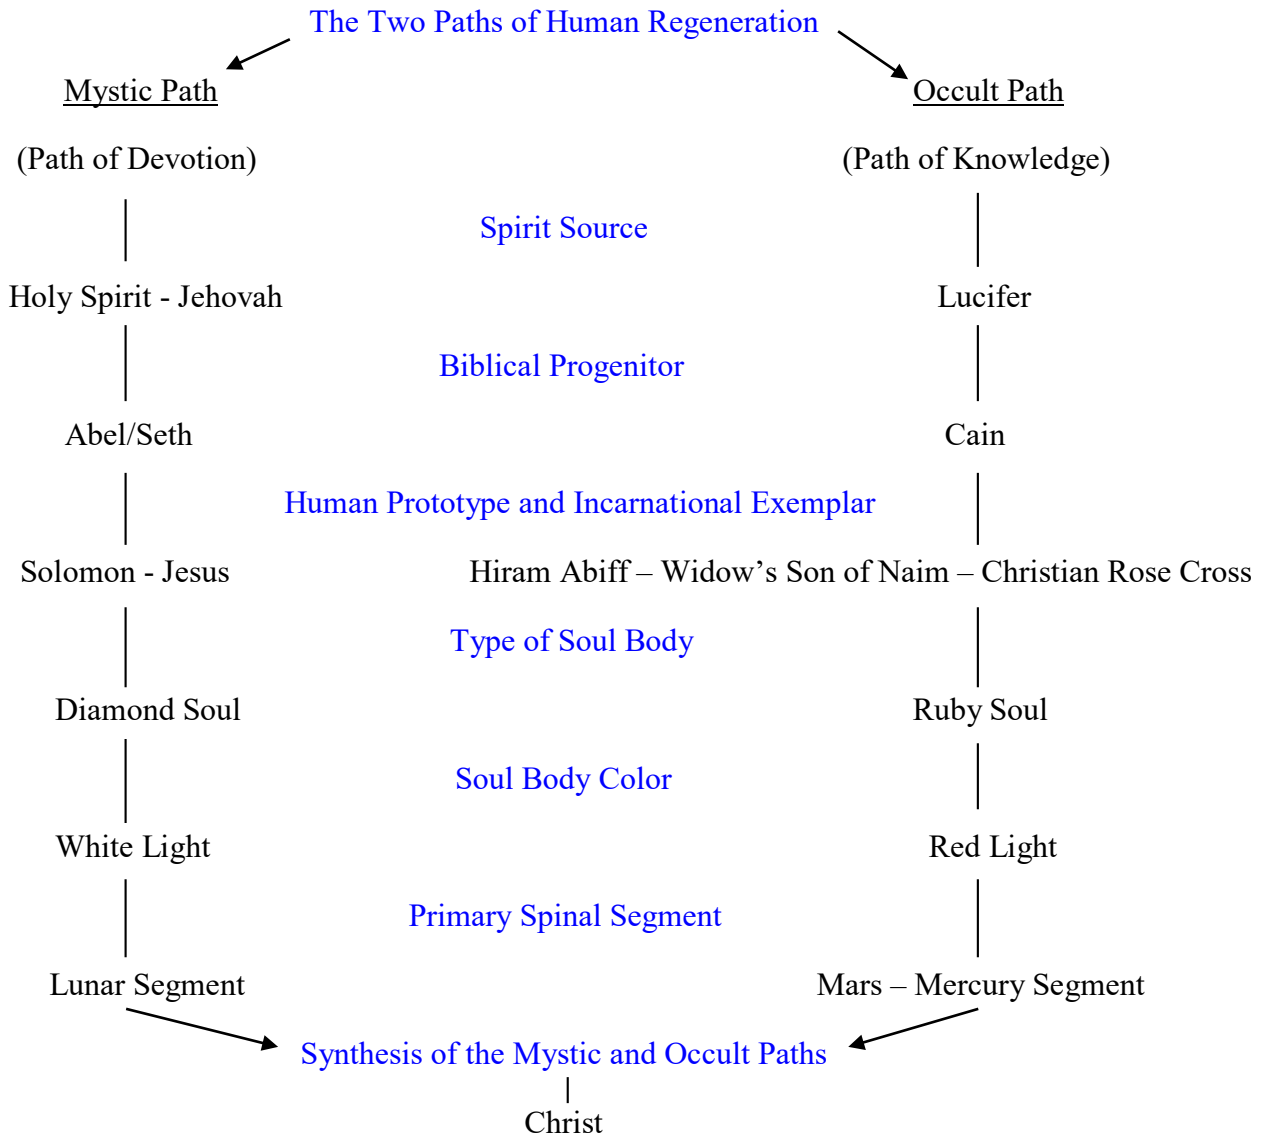 The Two Paths of Human Regeneration
Mystic Path
Occult Path
(Path of Devotion)
(Path of Knowledge)
Spirit Source
Holy Spirit - Jehovah
Lucifer
Biblical Progenitor
Abel/Seth
Cain
Human Prototype and Incarnational Exemplar
Solomon - Jesus
Hiram Abiff – Widow’s Son of Naim – Christian Rose Cross
Type of Soul Body
Diamond Soul
Ruby Soul
Soul Body Color
White Light
Red Light
Primary Spinal Segment
Lunar Segment
Mars – Mercury Segment
Synthesis of the Mystic and Occult Paths
Christ